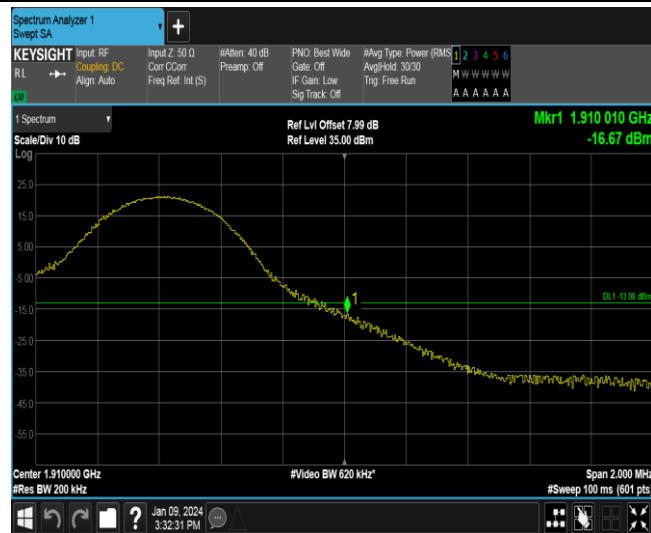 Spectrum Analyzer 1
Swept SA
+
KEYSIGHT
RL
LXI
Input: RF
Coupling: DC
Align: Auto
Input Z: 50 Ω
Corr CCorr
Freq Ref: Int (S)
#Atten: 40 dB
Preamp: Off
PNO: Best Wide
Gate: Off
IF Gain: Low
Sig Track: Off
#Avg Type: Power (RMS
Avg|Hold: 30/30
Trig: Free Run
1 2 3 4 5 6
M W W W W W
A A A A A A
1 Spectrum
Scale/Div 10 dB
Log
Ref Lvl Offset 7.99 dB
Ref Level 35.00 dBm
Mkr1 1.910 010 GHz
-16.67 dBm
25.0
15.0
5.00
-5.00
-15.0
-25.0
-35.0
-45.0
-55.0
1
DL1 -13.00 dBm
Center 1.910000 GHz
#Res BW 200 kHz
#Video BW 620 kHz*
Span 2.000 MHz
#Sweep 100 ms (601 pts)
?
Jan 09, 2024
3:32:31 PM